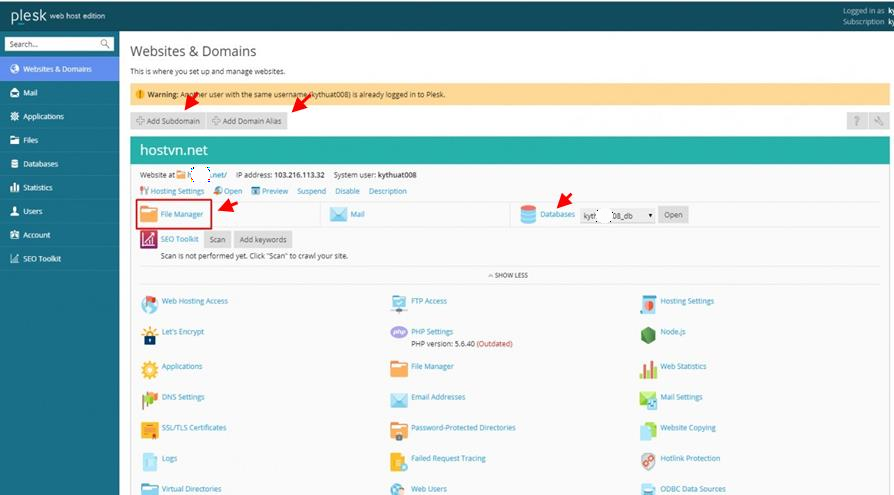 plesk web host edition
Logged in as ky
Subscription ky
Search...
Websites & Domains
Mail
Applications
Files
Databases
Statistics
Users
Account
SEO Toolkit
Websites & Domains
This is where you set up and manage websites.
Warning: Another user with the same username (kythuat008) is already logged in to Plesk.
Add Subdomain Add Domain Alias
?
hostvn.net
Website at h .net/ IP address: 103.216.113.32 System user: kythuat008
Hosting Settings Open Preview Suspend Disable Description
File Manager Mail Databases kyth 08_db Open
SEO Toolkit Scan Add keywords
Scan is not performed yet. Click "Scan" to crawl your site.
SHOW LESS
Web Hosting Access FTP Access Hosting Settings
Let's Encrypt php PHP Settings Node.js
PHP version: 5.6.40 (Outdated)
Applications File Manager Web Statistics
DNS Settings Email Addresses Mail Settings
SSL/TLS Certificates Password-Protected Directories Website Copying
Logs Failed Request Tracing Hotlink Protection
Virtual Directories Web Users ODBC Data Sources